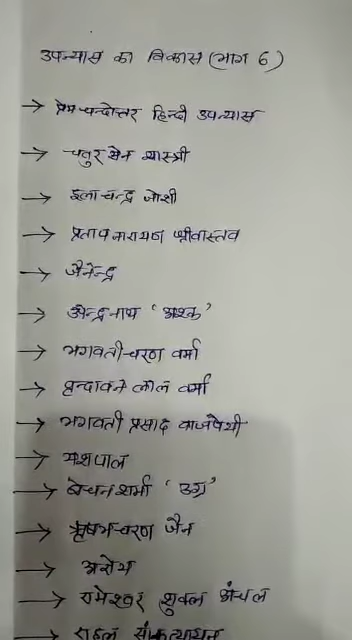 उपन्यास का विकास (भाग 6)
→ प्रेमचन्दोत्तर हिन्दी उपन्यास
→ चतुरसेन शास्त्री
→ इलाचन्द्र जोशी
→ प्रताप नारायण श्रीवास्तव
→ जैनेन्द्र
→ उपेन्द्रनाथ 'अश्क'
→ भगवतीचरण वर्मा
→ वृन्दावन लाल वर्मा
→ भगवती प्रसाद वाजपेयी
→ यशपाल
→ बेचन शर्मा 'उग्र'
→ ऋषभचरण जैन
→ अज्ञेय
→ रामेश्वर शुक्ल अंचल
→ राहुल सांकृत्यायन